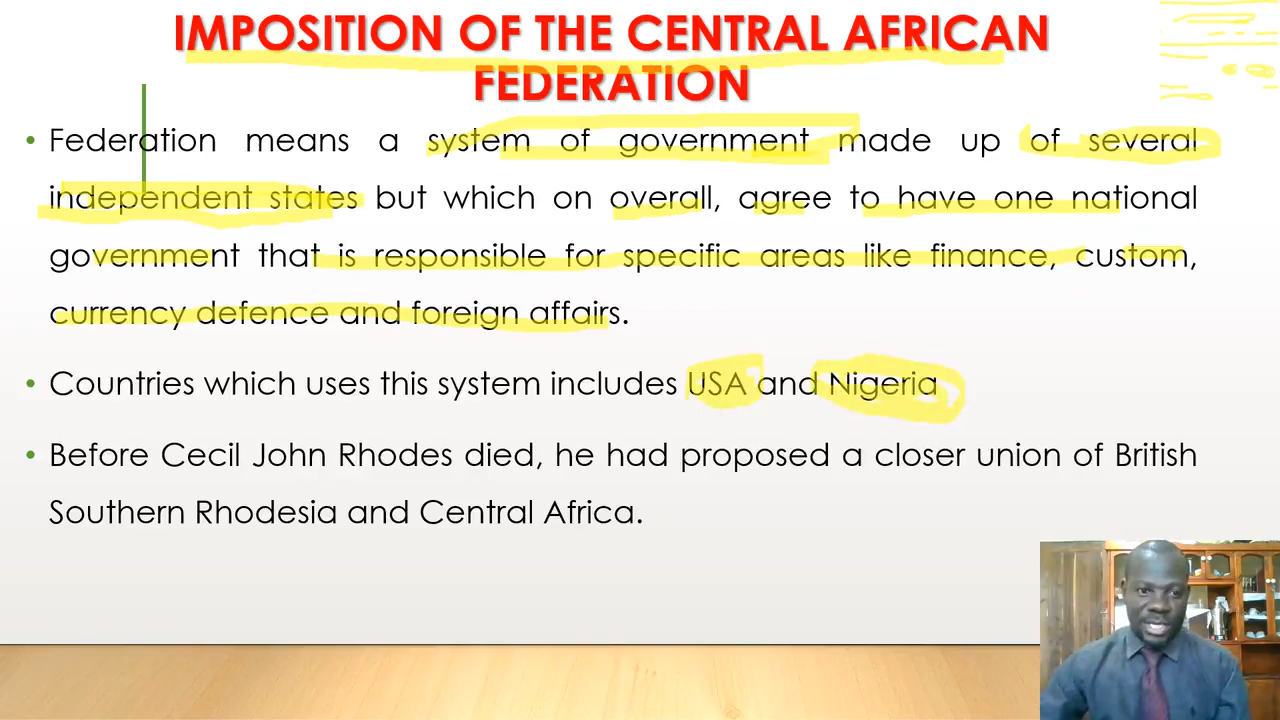 IMPOSITION OF THE CENTRAL AFRICAN
FEDERATION
• Federation means a system of government made up of several
independent states but which on overall, agree to have one national
government that is responsible for specific areas like finance, custom,
currency defence and foreign affairs.
• Countries which uses this system includes USA and Nigeria
• Before Cecil John Rhodes died, he had proposed a closer union of British
Southern Rhodesia and Central Africa.